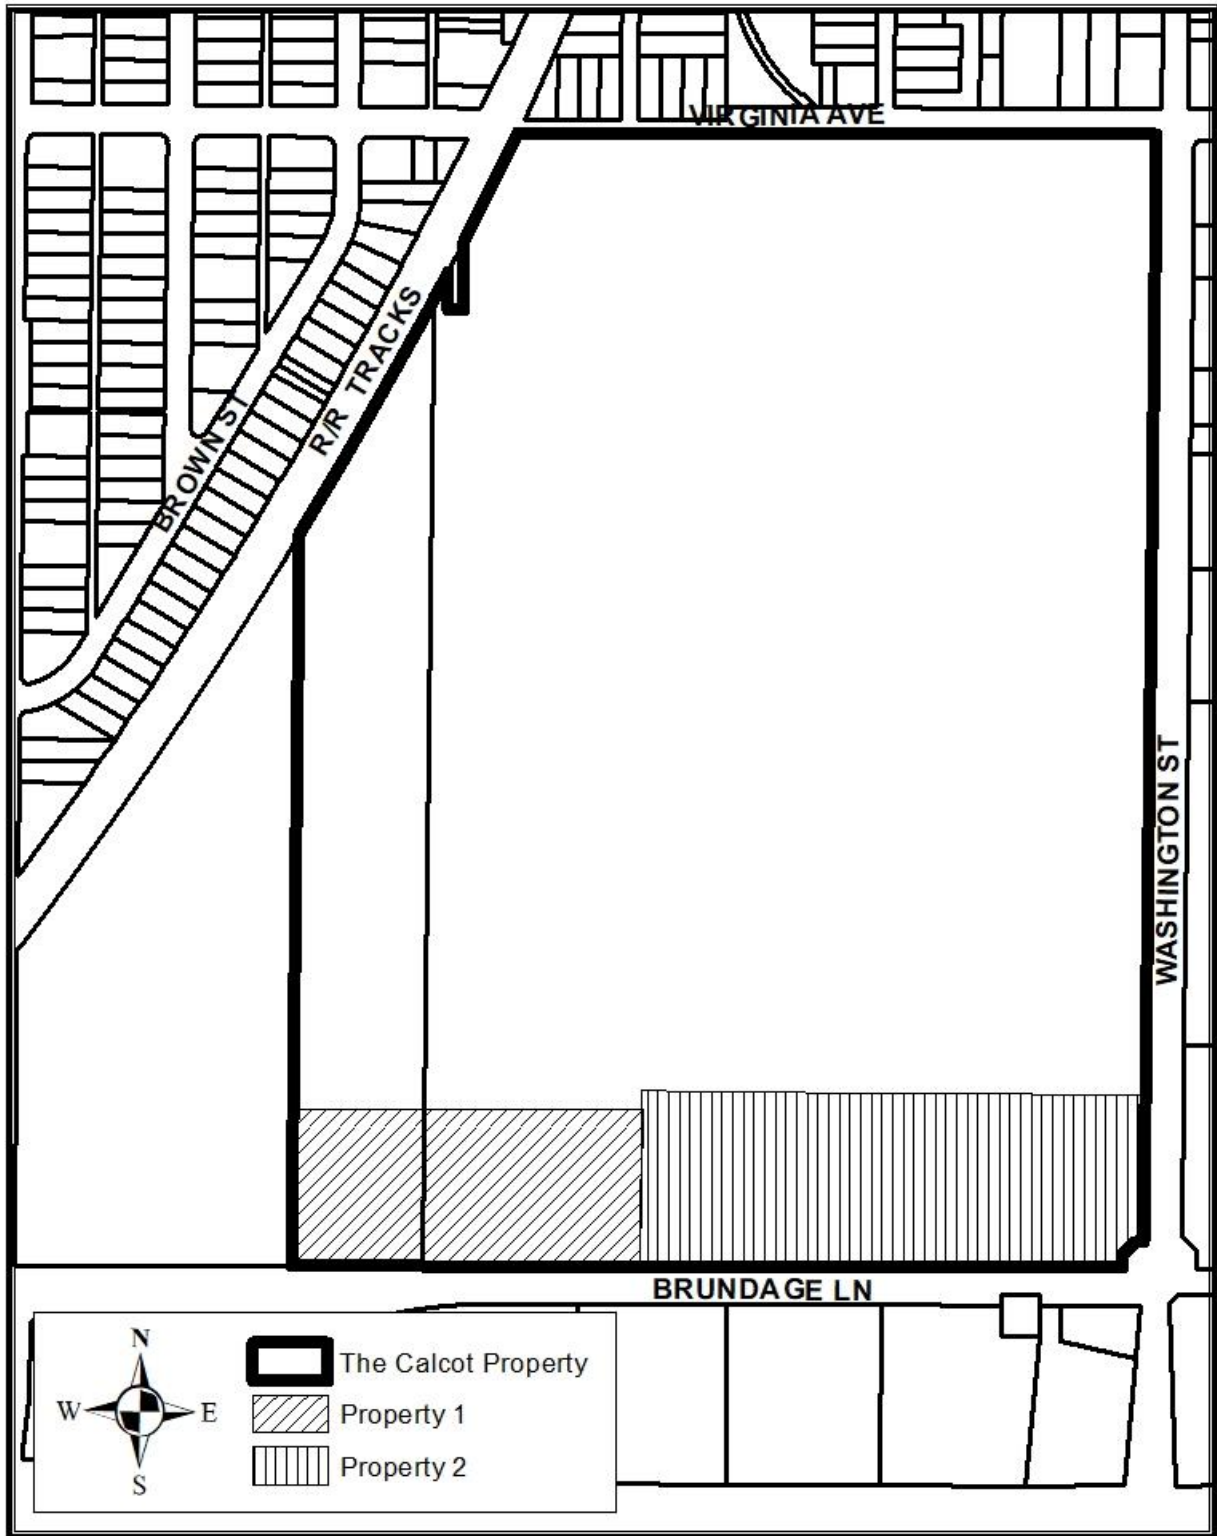 VIRGINIA AVE
R/R TRACKS
BROWN ST
WASHINGTON ST
BRUNDAGE LN
N
W
E
S
The Calcot Property
Property 1
Property 2